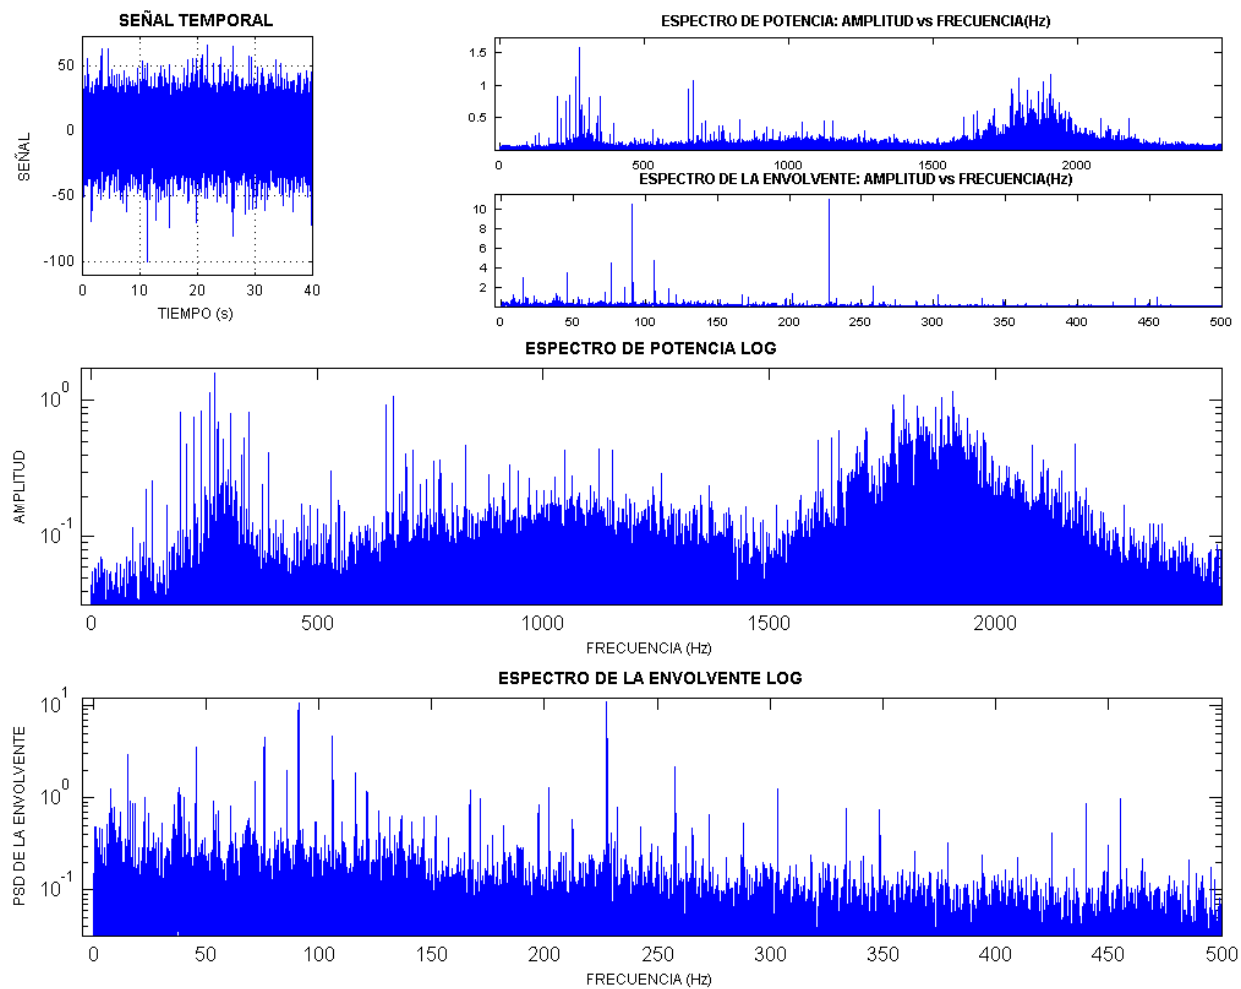 SEÑAL TEMPORAL
50
0
-50
-100
SEÑAL
0 10 20 30 40
TIEMPO (s)
ESPECTRO DE POTENCIA: AMPLITUD vs FRECUENCIA(Hz)
1.5
1
0.5
0 500 1000 1500 2000
ESPECTRO DE LA ENVOLVENTE: AMPLITUD vs FRECUENCIA(Hz)
10
8
6
4
2
0 50 100 150 200 250 300 350 400 450 500
ESPECTRO DE POTENCIA LOG
10^0
10^-1
AMPLITUD
0 500 1000 1500 2000
FRECUENCIA (Hz)
ESPECTRO DE LA ENVOLVENTE LOG
10^1
10^0
10^-1
PSD DE LA ENVOLVENTE
0 50 100 150 200 250 300 350 400 450 500
FRECUENCIA (Hz)